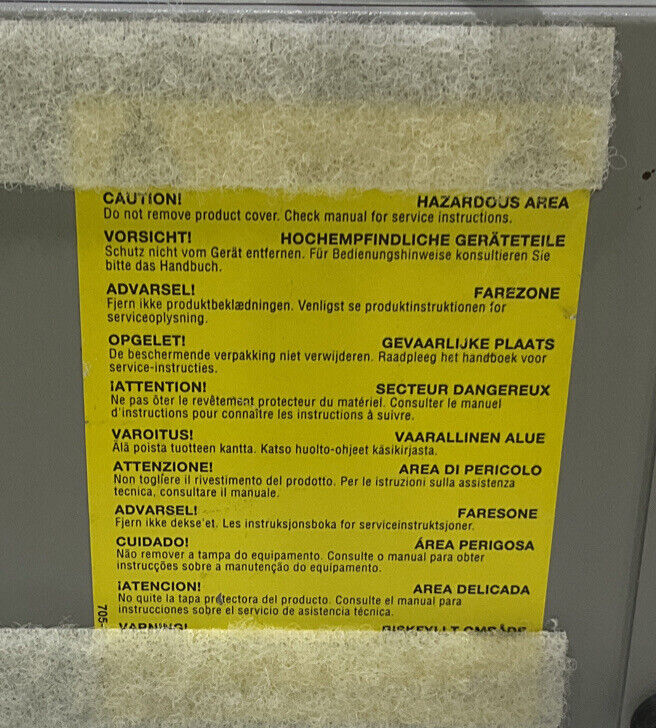 CAUTION! HAZARDOUS AREA
Do not remove product cover. Check manual for service instructions.
VORSICHT! HOCHEMPFINDLICHE GERÄTETEILE
Schutz nicht vom Gerät entfernen. Für Bedienungshinweise konsultieren Sie
bitte das Handbuch.
ADVARSEL! FAREZONE
Fjern ikke produktbeklædningen. Venligst se produktinstruktionen for
serviceoplysning.
OPGELET! GEVAARLIJKE PLAATS
De beschermende verpakking niet verwijderen. Raadpleeg het handboek voor
service-instructies.
¡ATTENTION! SECTEUR DANGEREUX
Ne pas ôter le revêtement protecteur du matériel. Consulter le manuel
d'instructions pour connaître les instructions à suivre.
VAROITUS! VAARALLINEN ALUE
Älä poista tuotteen kantta. Katso huolto-ohjeet käsikirjasta.
ATTENZIONE! AREA DI PERICOLO
Non togliere il rivestimento del prodotto. Per le istruzioni sulla assistenza
tecnica, consultare il manuale.
ADVARSEL! FARESONE
Fjern ikke dekse'et. Les instruksjonsboka for serviceinstruktsjoner.
CUIDADO! ÁREA PERIGOSA
Não remover a tampa do equipamento. Consulte o manual para obter
instrucções sobre a manutenção do equipamento.
¡ATENCION! AREA DELICADA
No quite la tapa protectora del producto. Consulte el manual para
instrucciones sobre el servicio de asistencia técnica.
705-
VARNING! RISKFYLLT OMRÅDE